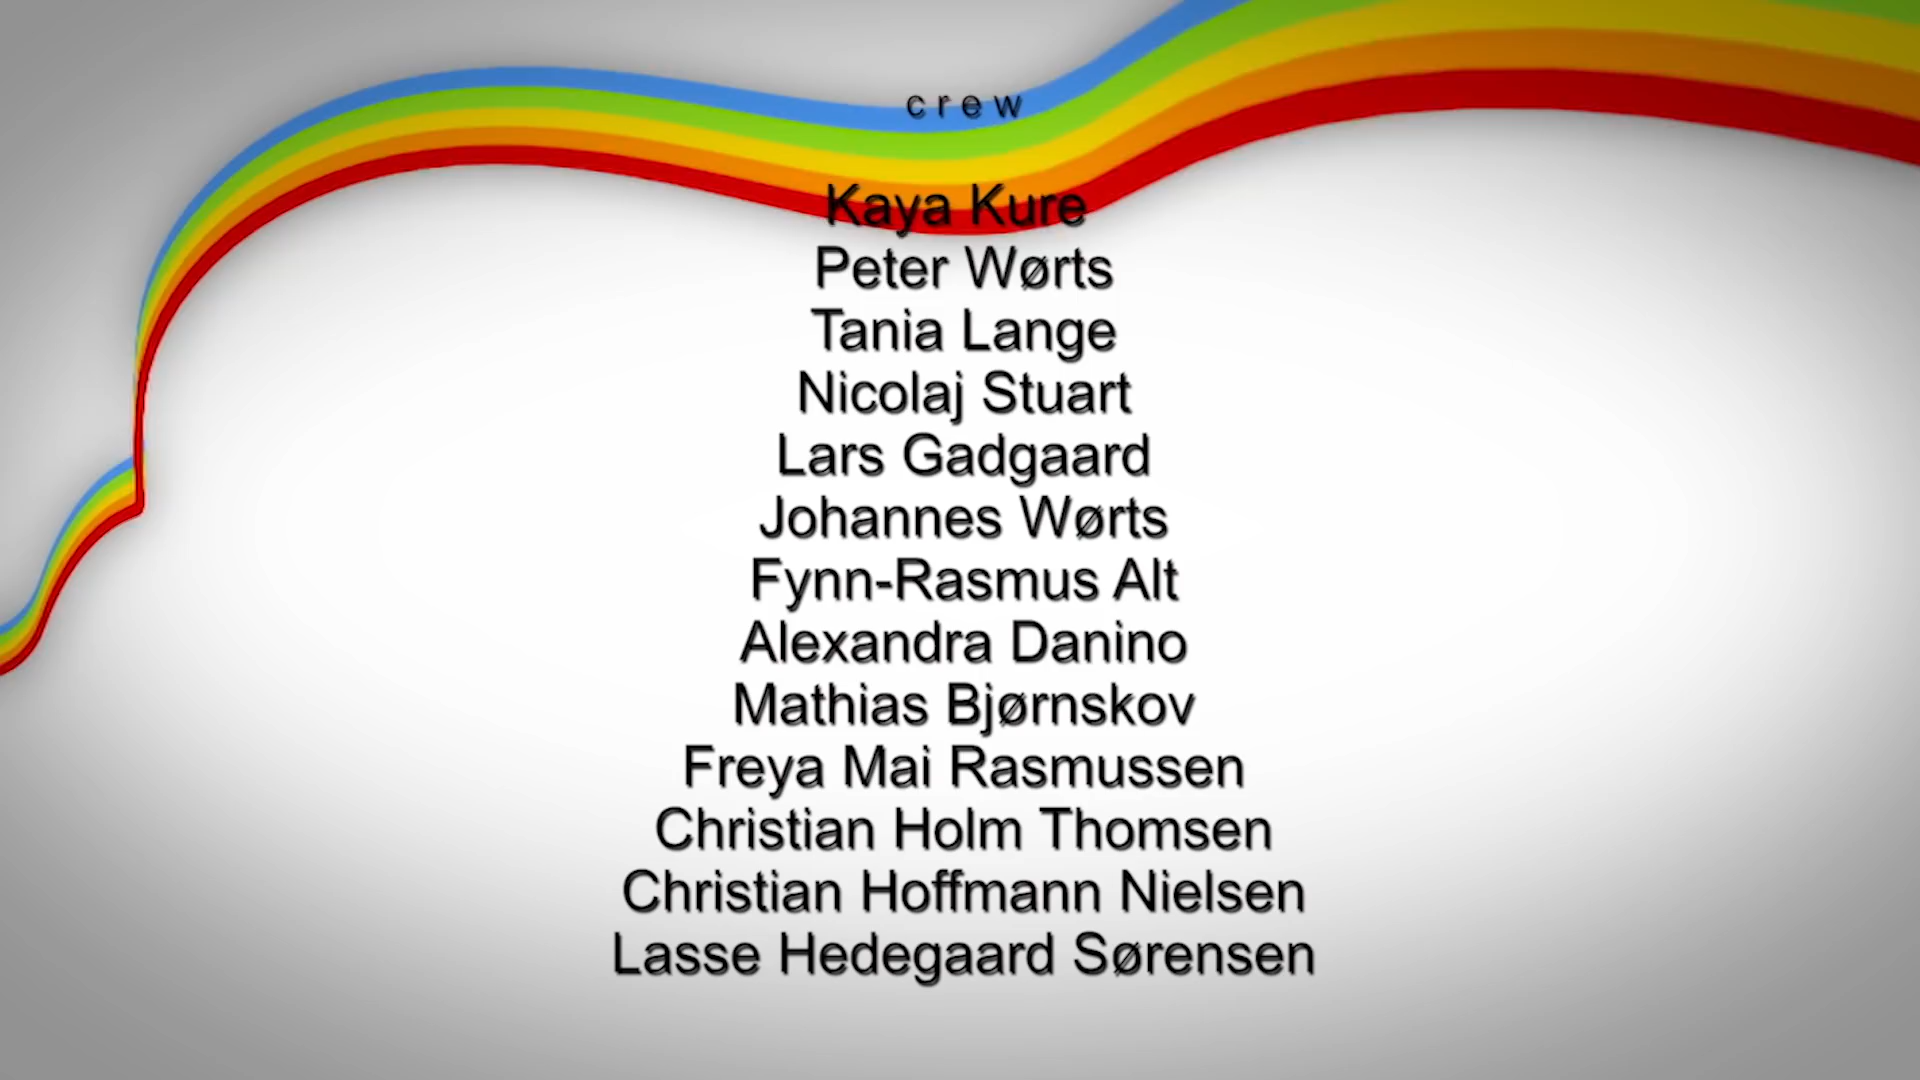 crew
Kaya Kure
Peter Wørts
Tania Lange
Nicolaj Stuart
Lars Gadgaard
Johannes Wørts
Fynn-Rasmus Alt
Alexandra Danino
Mathias Bjørnskov
Freya Mai Rasmussen
Christian Holm Thomsen
Christian Hoffmann Nielsen
Lasse Hedegaard Sørensen